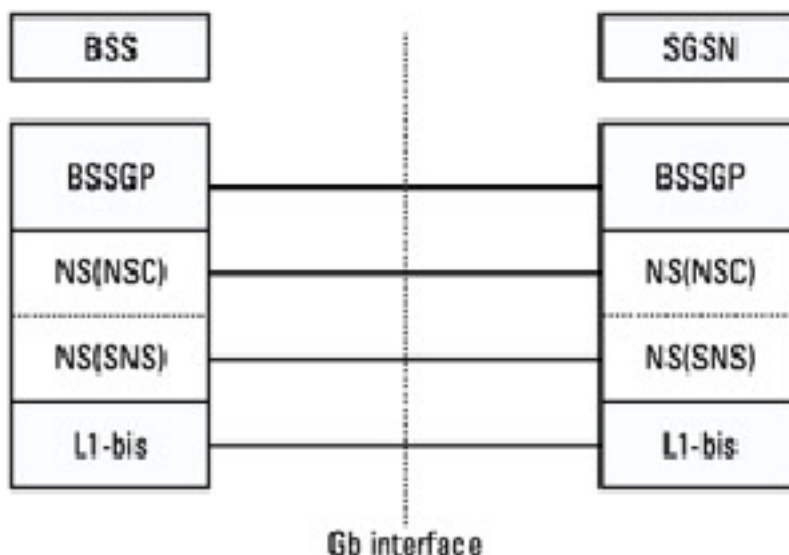 BSS
SGSN
BSSGP
BSSGP
NS(NSC)
NS(NSC)
NS(SNS)
NS(SNS)
L1-bis
L1-bis
Gb interface